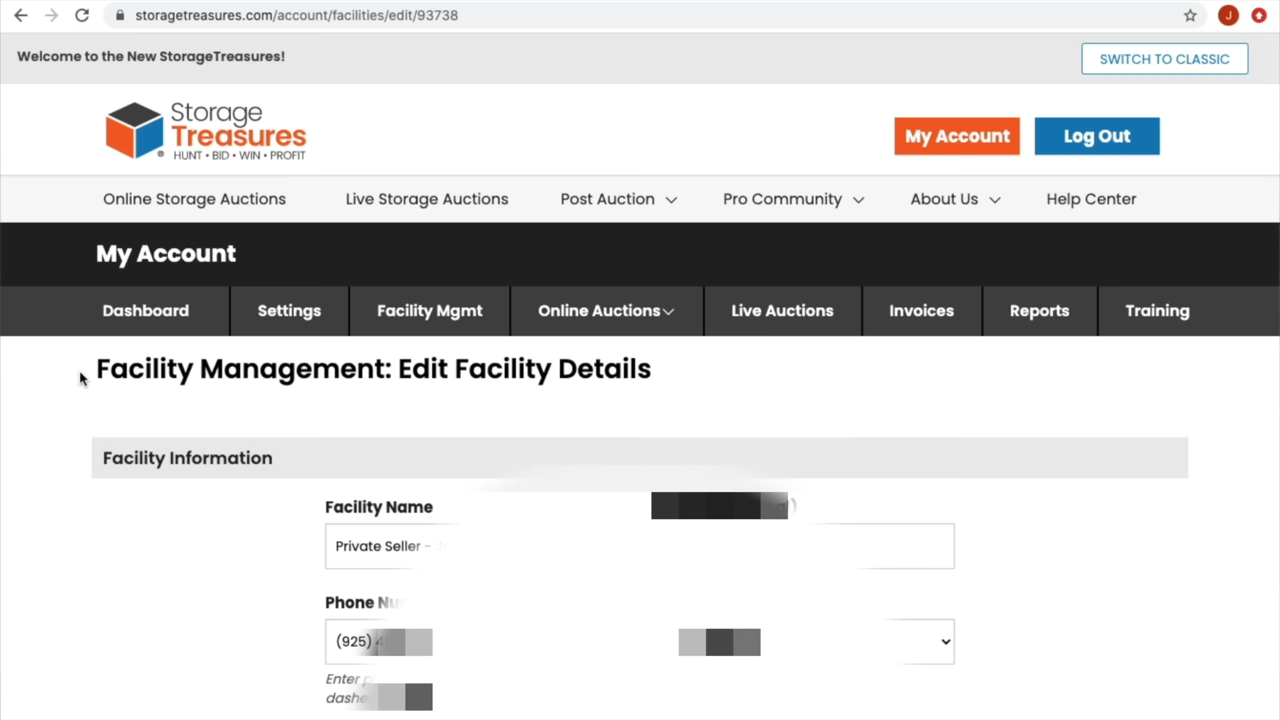 storagetreasures.com/account/facilities/edit/93738
J
Welcome to the New StorageTreasures!
SWITCH TO CLASSIC
Storage
Treasures
HUNT • BID • WIN • PROFIT
My Account
Log Out
Online Storage Auctions
Live Storage Auctions
Post Auction
Pro Community
About Us
Help Center
My Account
Dashboard
Settings
Facility Mgmt
Online Auctions
Live Auctions
Invoices
Reports
Training
Facility Management: Edit Facility Details
Facility Information
Facility Name
Private Seller -
Phone
(925)
Enter